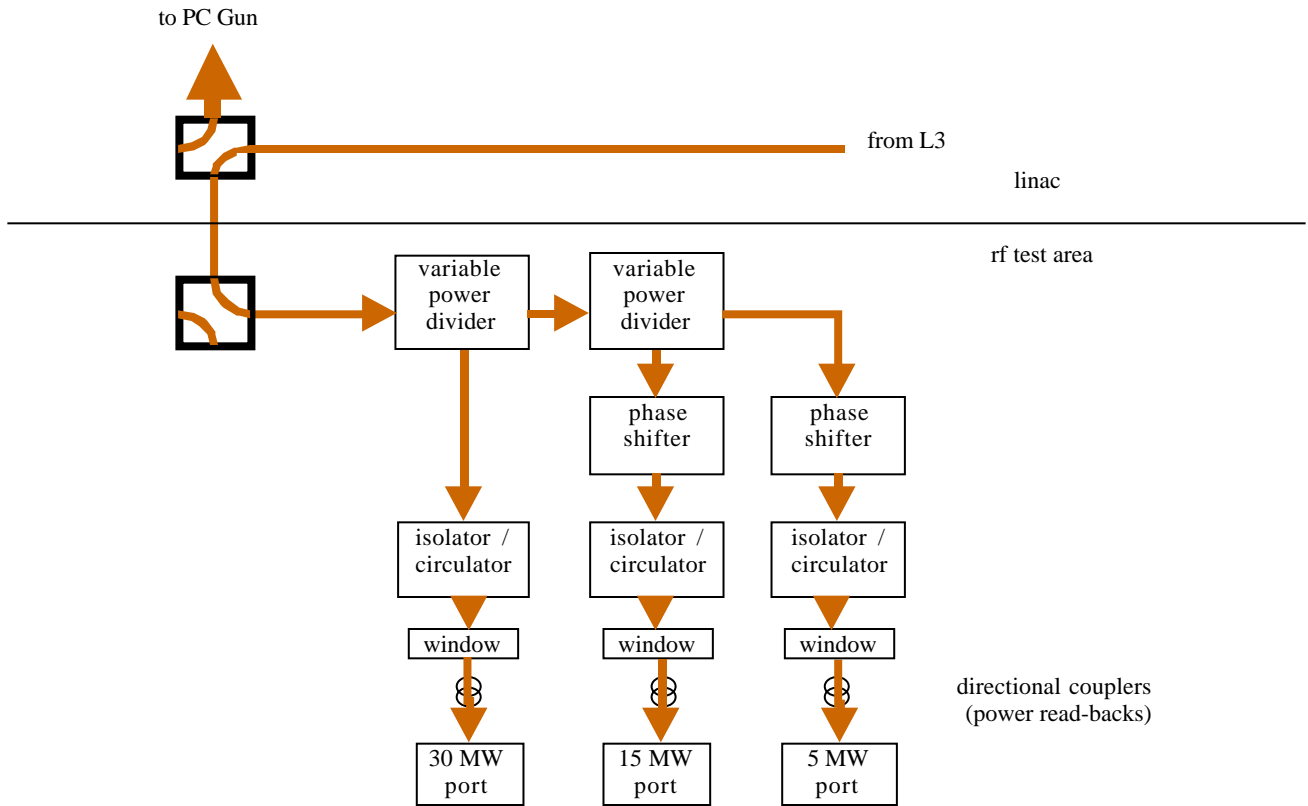 to PC Gun
from L3
linac
rf test area
variable
power
divider
variable
power
divider
phase
shifter
phase
shifter
isolator /
circulator
isolator /
circulator
isolator /
circulator
window
window
window
directional couplers
(power read-backs)
30 MW
port
15 MW
port
5 MW
port